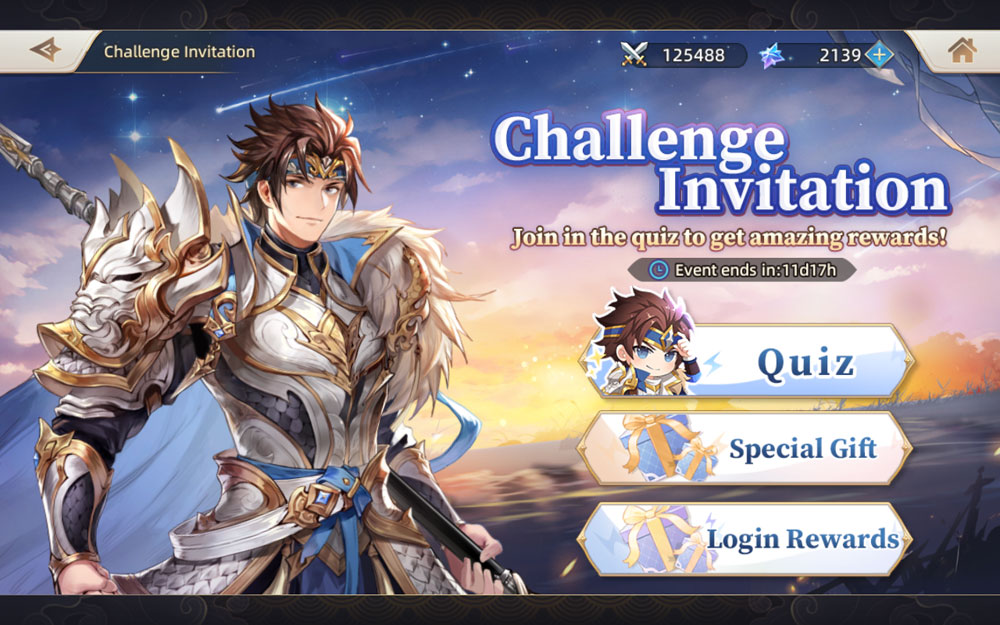 Challenge Invitation
125488
2139
Challenge
Invitation
Join in the quiz to get amazing rewards!
Event ends in:11d17h
Quiz
Special Gift
Login Rewards